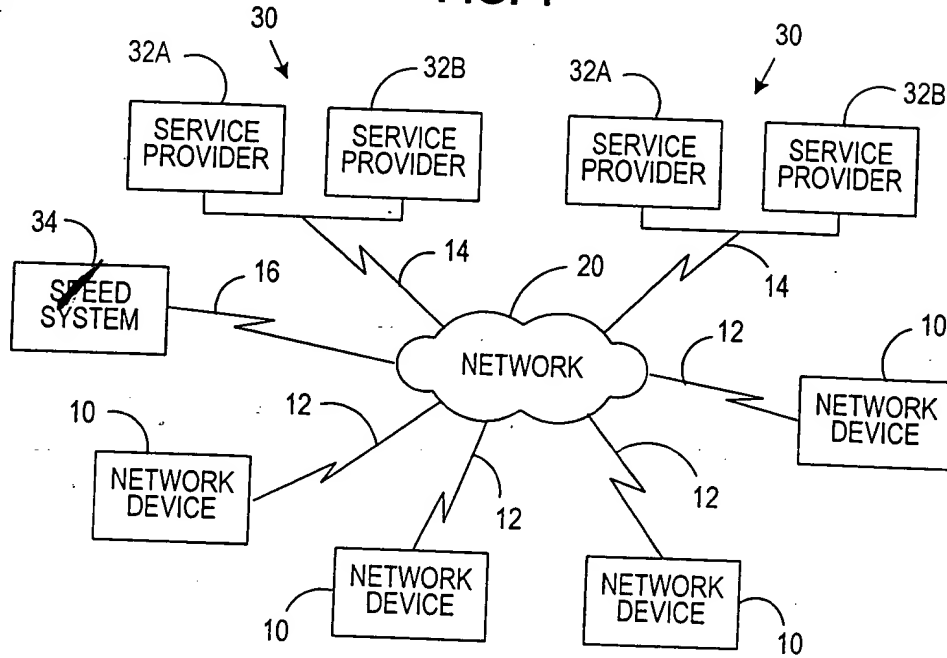 30
30
32A
32B
32A
32B
SERVICE
PROVIDER
SERVICE
PROVIDER
SERVICE
PROVIDER
SERVICE
PROVIDER
34
16
14
20
14
SPEED
SYSTEM
NETWORK
12
10
10
12
NETWORK
DEVICE
NETWORK
DEVICE
12
12
NETWORK
DEVICE
NETWORK
DEVICE
10
10